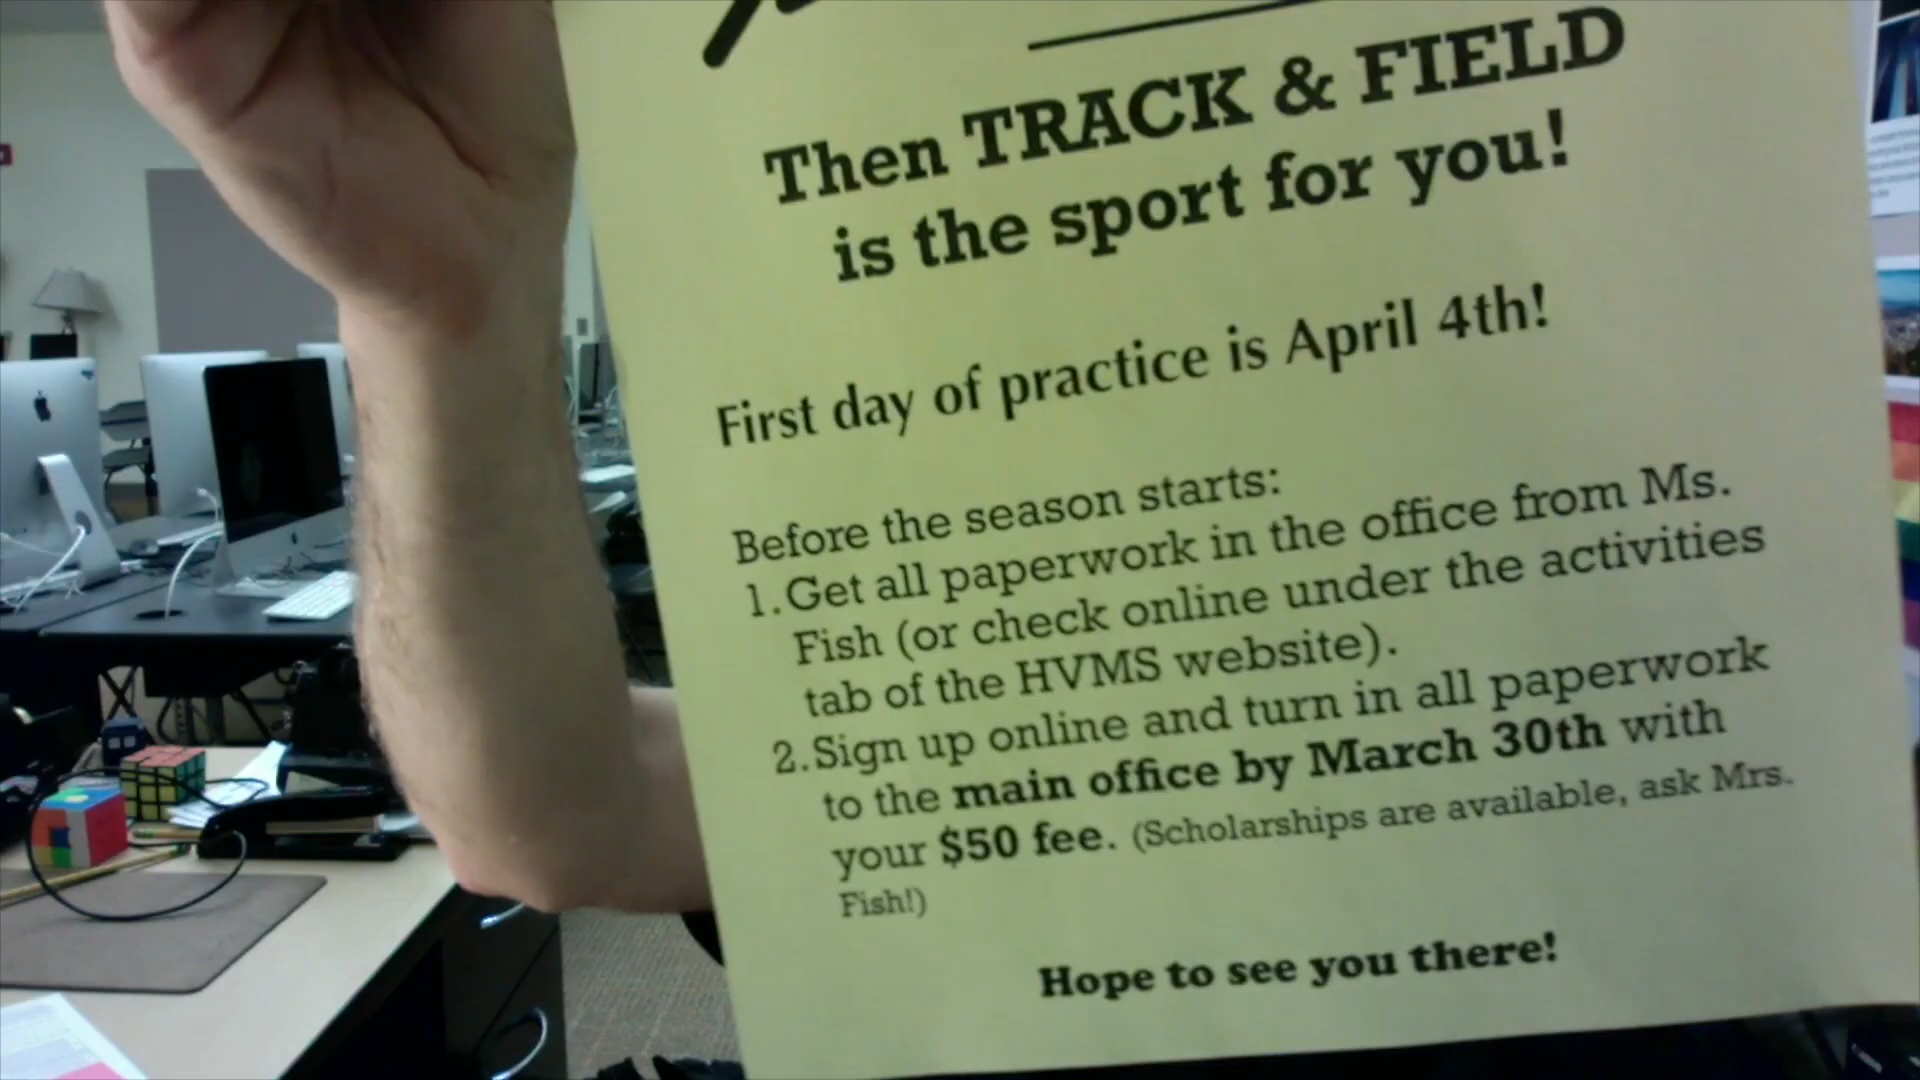 Then TRACK & FIELD
is the sport for you!
First day of practice is April 4th!
Before the season starts:
1. Get all paperwork in the office from Ms.
Fish (or check online under the activities
tab of the HVMS website).
2. Sign up online and turn in all paperwork
to the main office by March 30th with
your $50 fee. (Scholarships are available, ask Mrs.
Fish!)
Hope to see you there!